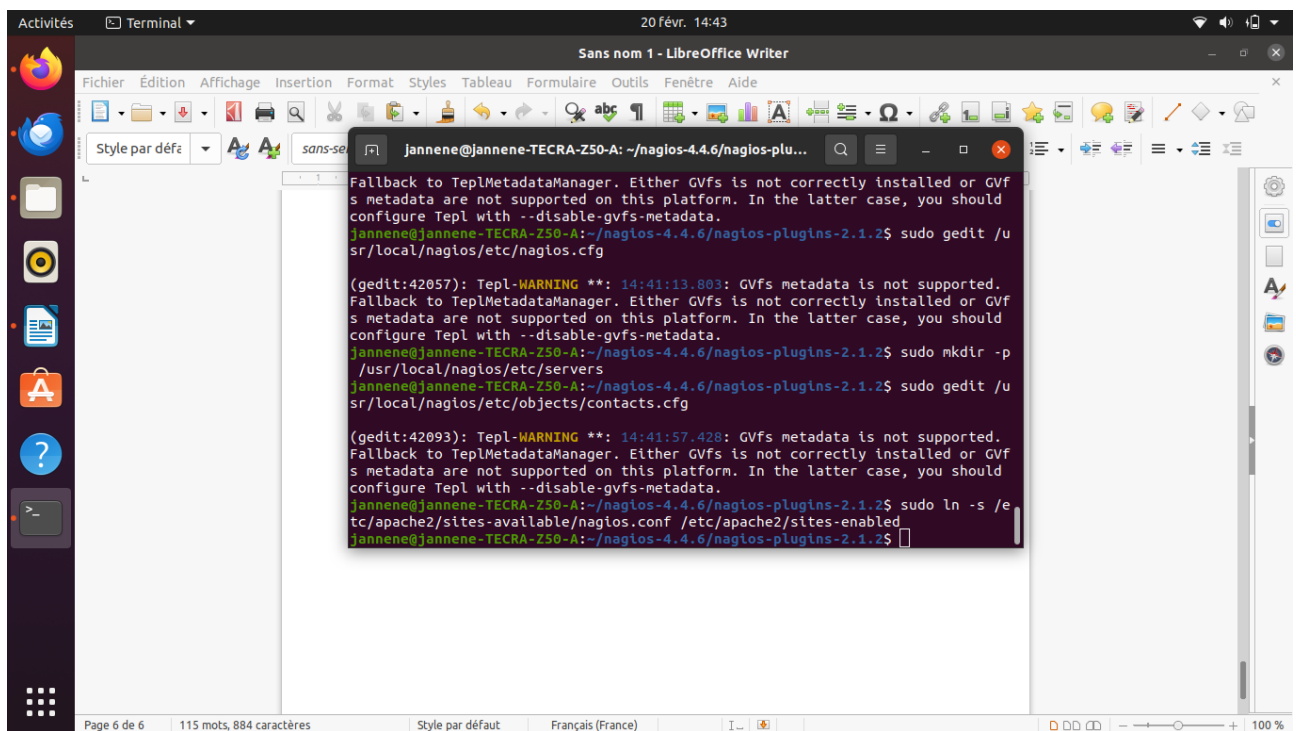 Activités Terminal 20 févr. 14:43
Sans nom 1 - LibreOffice Writer
Fichier Édition Affichage Insertion Format Styles Tableau Formulaire Outils Fenêtre Aide
Style par défa sans-se
jannene@jannene-TECRA-Z50-A: ~/nagios-4.4.6/nagios-plu...
Fallback to TeplMetadataManager. Either GVfs is not correctly installed or GVf
s metadata are not supported on this platform. In the latter case, you should
configure Tepl with --disable-gvfs-metadata.
jannene@jannene-TECRA-Z50-A:~/nagios-4.4.6/nagios-plugins-2.1.2$ sudo gedit /u
sr/local/nagios/etc/nagios.cfg
(gedit:42057): Tepl-WARNING **: 14:41:13.803: GVfs metadata is not supported.
Fallback to TeplMetadataManager. Either GVfs is not correctly installed or GVf
s metadata are not supported on this platform. In the latter case, you should
configure Tepl with --disable-gvfs-metadata.
jannene@jannene-TECRA-Z50-A:~/nagios-4.4.6/nagios-plugins-2.1.2$ sudo mkdir -p
/usr/local/nagios/etc/servers
jannene@jannene-TECRA-Z50-A:~/nagios-4.4.6/nagios-plugins-2.1.2$ sudo gedit /u
sr/local/nagios/etc/objects/contacts.cfg
(gedit:42093): Tepl-WARNING **: 14:41:57.428: GVfs metadata is not supported.
Fallback to TeplMetadataManager. Either GVfs is not correctly installed or GVf
s metadata are not supported on this platform. In the latter case, you should
configure Tepl with --disable-gvfs-metadata.
jannene@jannene-TECRA-Z50-A:~/nagios-4.4.6/nagios-plugins-2.1.2$ sudo ln -s /e
tc/apache2/sites-available/nagios.conf /etc/apache2/sites-enabled
jannene@jannene-TECRA-Z50-A:~/nagios-4.4.6/nagios-plugins-2.1.2$
Page 6 de 6 115 mots, 884 caractères Style par défaut Français (France) 100 %